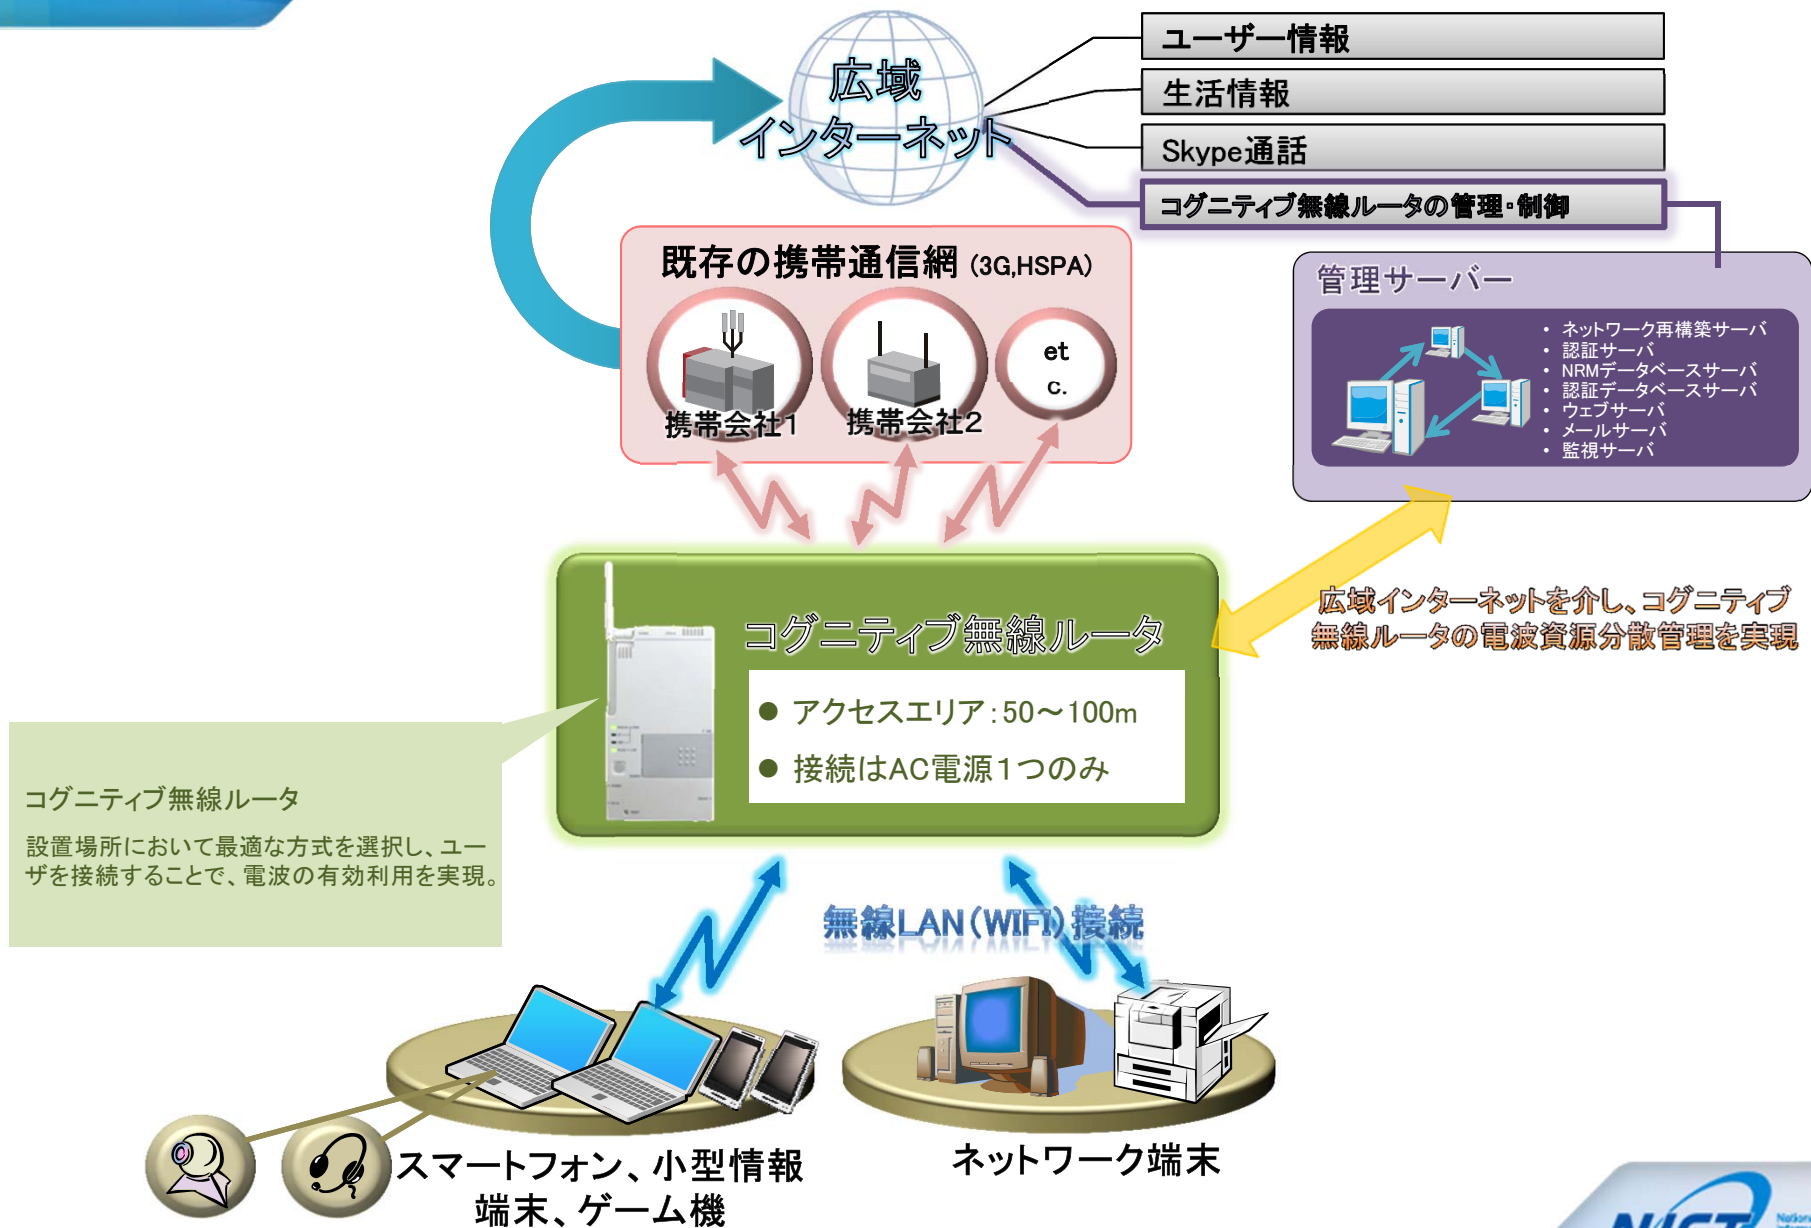 広域
インターネット
ユーザー情報
生活情報
Skype通話
コグニティブ無線ルータの管理・制御
既存の携帯通信網 (3G,HSPA)
携帯会社1
携帯会社2
et
c.
管理サーバー
・ ネットワーク再構築サーバ
・ 認証サーバ
・ NRMデータベースサーバ
・ 認証データベースサーバ
・ ウェブサーバ
・ メールサーバ
・ 監視サーバ
広域インターネットを介し、コグニティブ
無線ルータの電波資源分散管理を実現
コグニティブ無線ルータ
● アクセスエリア：50～100m
● 接続はAC電源１つのみ
コグニティブ無線ルータ
設置場所において最適な方式を選択し、ユー
ザを接続することで、電波の有効利用を実現。
無線LAN（WIFI）接続
スマートフォン、小型情報
端末、ゲーム機
ネットワーク端末
NICT